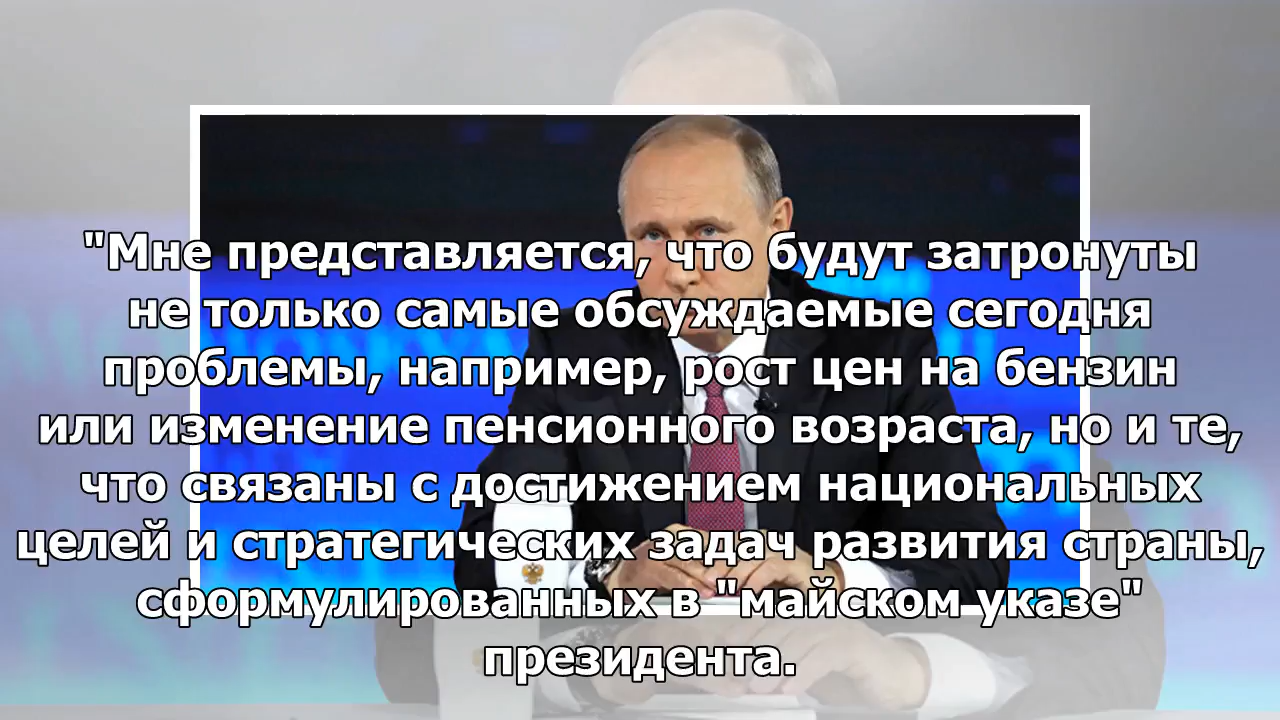 "Мне представляется, что будут затронуты
не только самые обсуждаемые сегодня
проблемы, например, рост цен на бензин
или изменение пенсионного возраста, но и те,
что связаны с достижением национальных
целей и стратегических задач развития страны,
сформулированных в "майском указе"
президента.